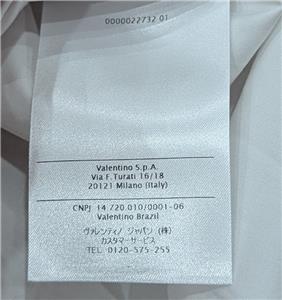 0000022732 01
Valentino S.p.A.
Via F.Turati 16/18
20121 Milano (Italy)
CNPJ 14.720.010/0001-06
Valentino Brazil
ヴァレンティノ ジャパン (株)
カスタマーサービス
TEL 0120-575-255